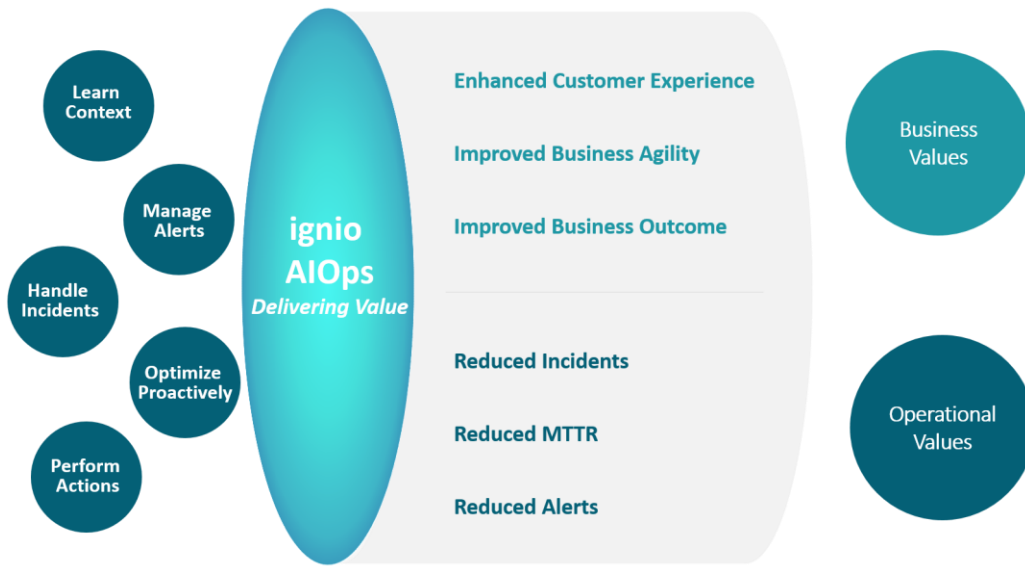 Learn
Context
Manage
Alerts
Handle
Incidents
Optimize
Proactively
Perform
Actions
ignio
AIOps
Delivering Value
Enhanced Customer Experience
Improved Business Agility
Improved Business Outcome
Reduced Incidents
Reduced MTTR
Reduced Alerts
Business
Values
Operational
Values